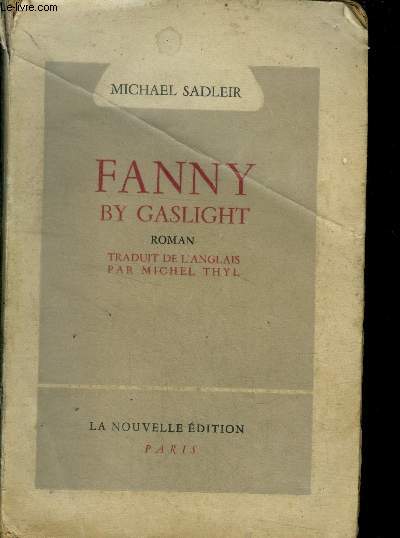 Le-livre.com
MICHAEL SADLEIR
FANNY
BY GASLIGHT
ROMAN
TRADUIT DE L'ANGLAIS
PAR MICHEL THYL
LA NOUVELLE ÉDITION
PARIS